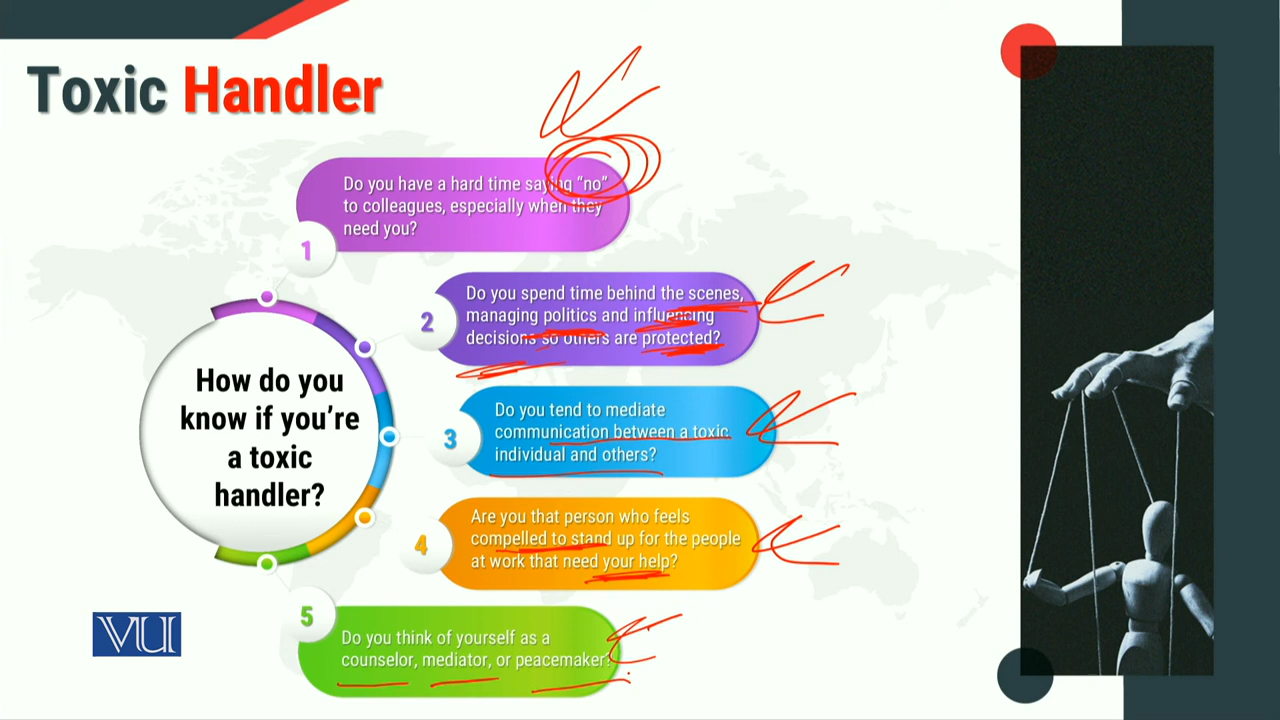 Toxic Handler
Do you have a hard time saying “no”
to colleagues, especially when they
need you?
1
Do you spend time behind the scenes,
managing politics and influencing
decisions so others are protected?
2
How do you
know if you’re
a toxic
handler?
Do you tend to mediate
communication between a toxic
individual and others?
3
Are you that person who feels
compelled to stand up for the people
at work that need your help?
4
5
Do you think of yourself as a
counselor, mediator, or peacemaker?
VU